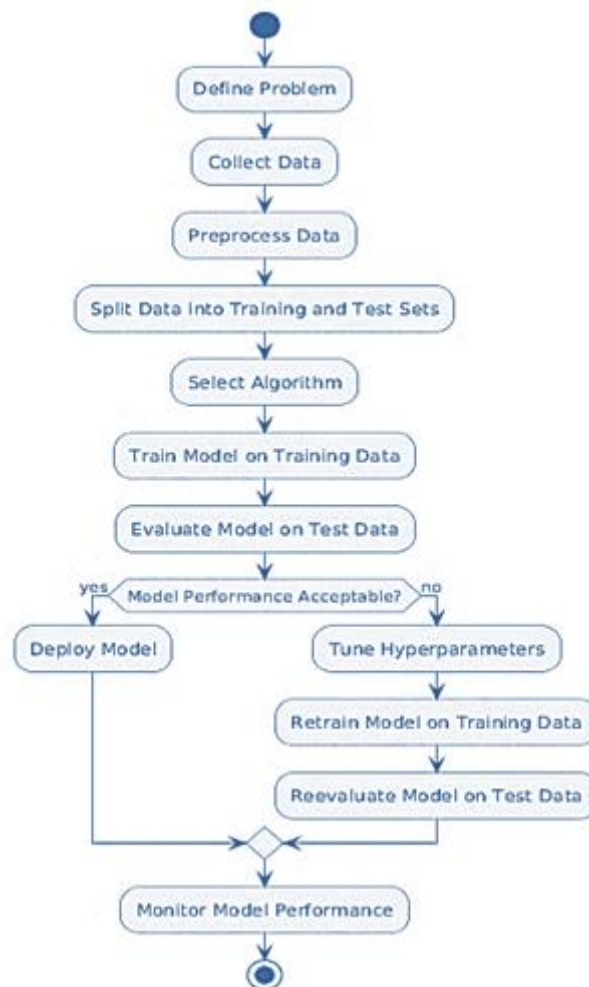 Define Problem
Collect Data
Preprocess Data
Split Data into Training and Test Sets
Select Algorithm
Train Model on Training Data
Evaluate Model on Test Data
yes
Model Performance Acceptable?
no
Deploy Model
Tune Hyperparameters
Retrain Model on Training Data
Reevaluate Model on Test Data
Monitor Model Performance